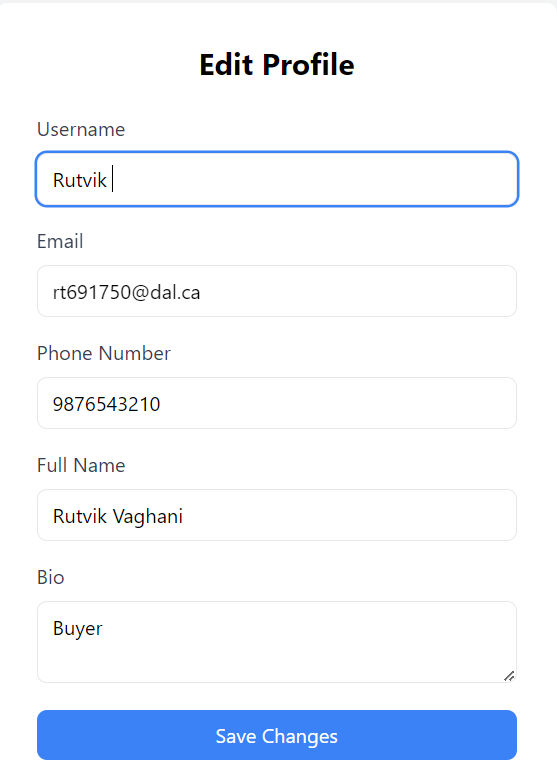 Edit Profile
Username
Rutvik
Email
rt691750@dal.ca
Phone Number
9876543210
Full Name
Rutvik Vaghani
Bio
Buyer
Save Changes